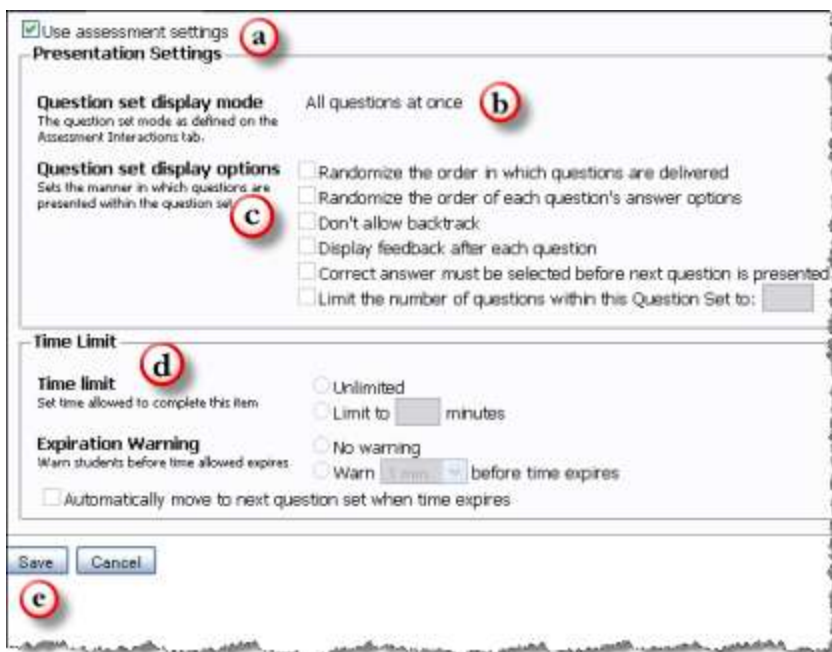 Use assessment settings
a
Presentation Settings
Question set display mode
All questions at once
b
The question set mode as defined on the
Assessment Interactions tab.
Question set display options
Sets the manner in which questions are
presented within the question set
c
Randomize the order in which questions are delivered
Randomize the order of each question's answer options
Don't allow backtrack
Display feedback after each question
Correct answer must be selected before next question is presented
Limit the number of questions within this Question Set to:
Time Limit
d
Time limit
Set time allowed to complete this item
Unlimited
Limit to minutes
Expiration Warning
Warn students before time allowed expires
No warning
Warn 1 min. before time expires
Automatically move to next question set when time expires
Save Cancel
e